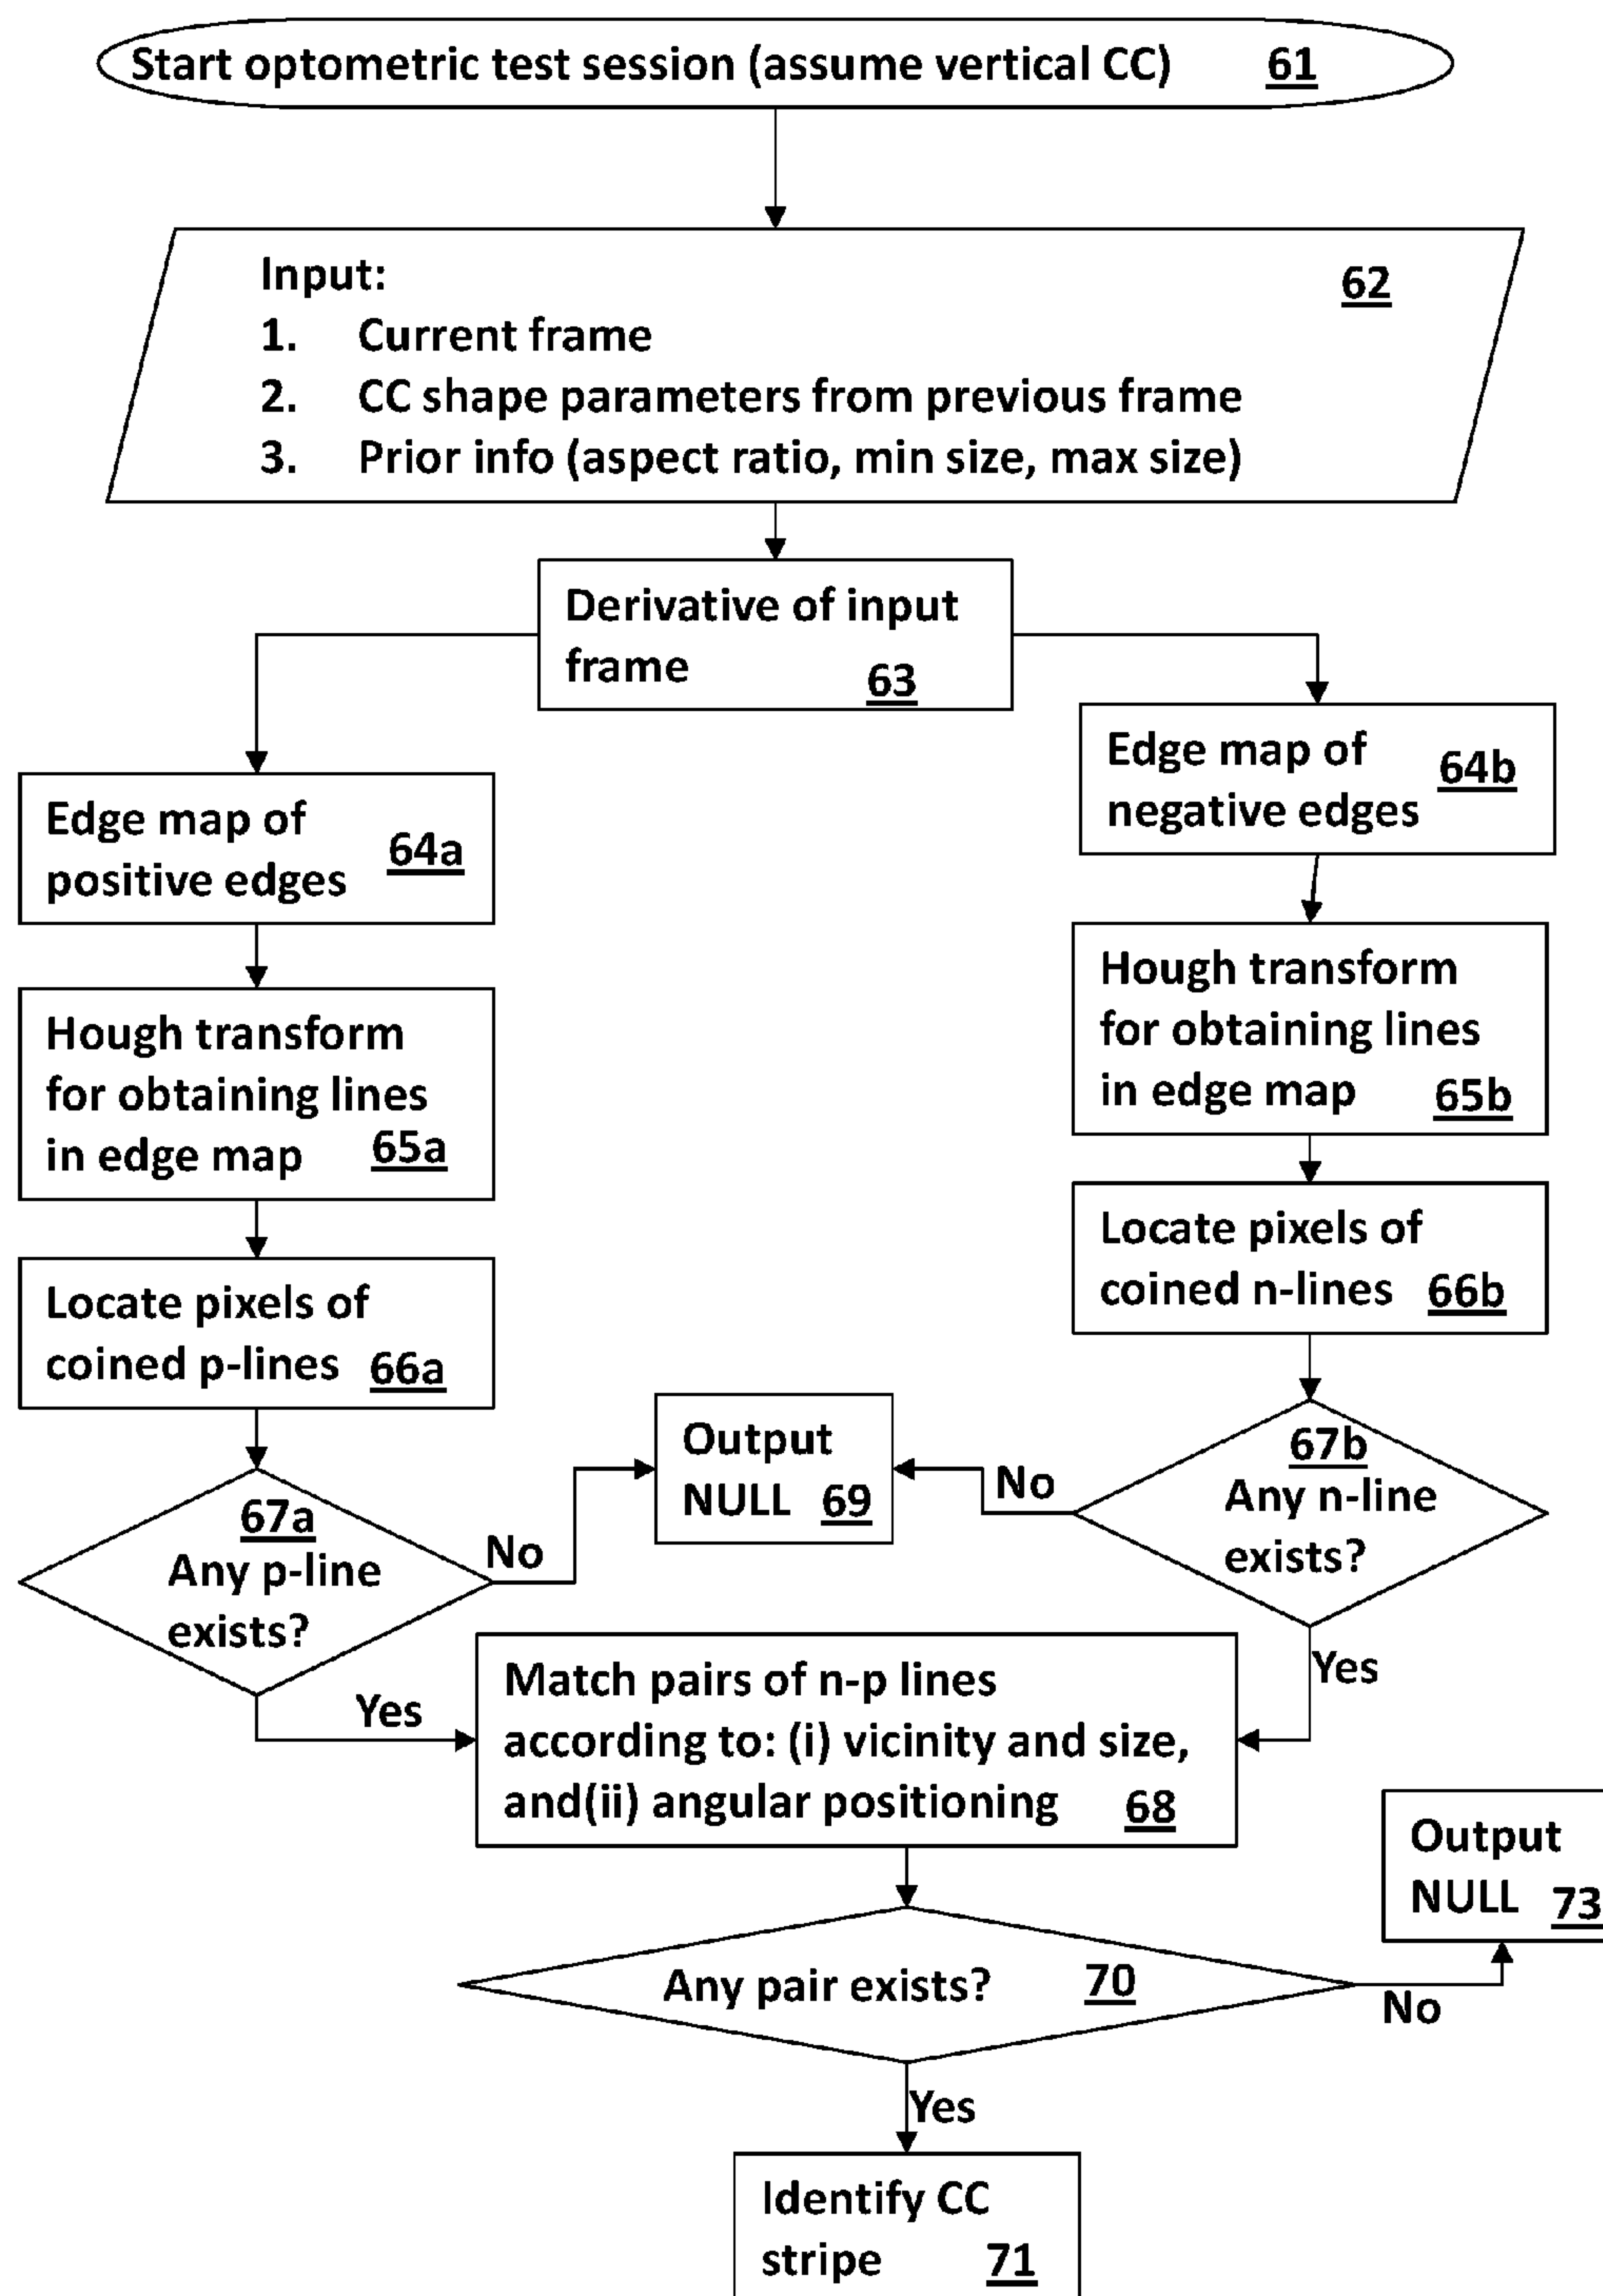 Start optometric test session (assume vertical CC) 61
Input: 62
1. Current frame
2. CC shape parameters from previous frame
3. Prior info (aspect ratio, min size, max size)
Derivative of input
frame 63
Edge map of
positive edges 64a
Edge map of
negative edges 64b
Hough transform
for obtaining lines
in edge map 65a
Hough transform
for obtaining lines
in edge map 65b
Locate pixels of
coined p-lines 66a
Locate pixels of
coined n-lines 66b
67a
Any p-line
exists?
No
Yes
Output
NULL 69
67b
Any n-line
exists?
No
Yes
Match pairs of n-p lines
according to: (i) vicinity and size,
and(ii) angular positioning 68
Any pair exists? 70
No
Output
NULL 73
Yes
Identify CC
stripe 71